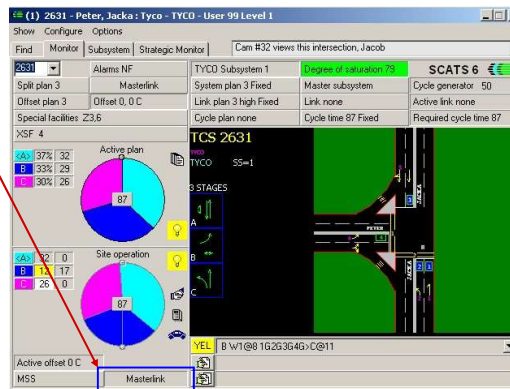 (1) 2631 - Peter, Jacka : Tyco - TYCO - User 99 Level 1
Show Configure Options
Find Monitor Subsystem Strategic Monitor Cam #32 views this intersection, Jacob
2631 Alarms NF TYCO Subsystem 1 Degree of saturation 79 SCATS 6
Split plan 3 Masterlink System plan 3 Fixed Master subsystem Cycle generator 50
Offset plan 3 Offset 0, 0 C Link plan 3 high Fixed Link none Active link none
Special facilities Z3,6 Cycle plan none Cycle time 87 Fixed Required cycle time 87
XSF 4
Active plan
<A> 37% 32
B 33% 29
C 30% 26
87
TCS 2631
TYCO
TYCO SS=1
3 STAGES
A
B
C
PETER
JACKA
JACKA
Site operation
<A> 32 0
B 12 17
C 26 0
87
YEL B W1@8 1G2G3G4G>C@11
Active offset 0 C
MSS Masterlink